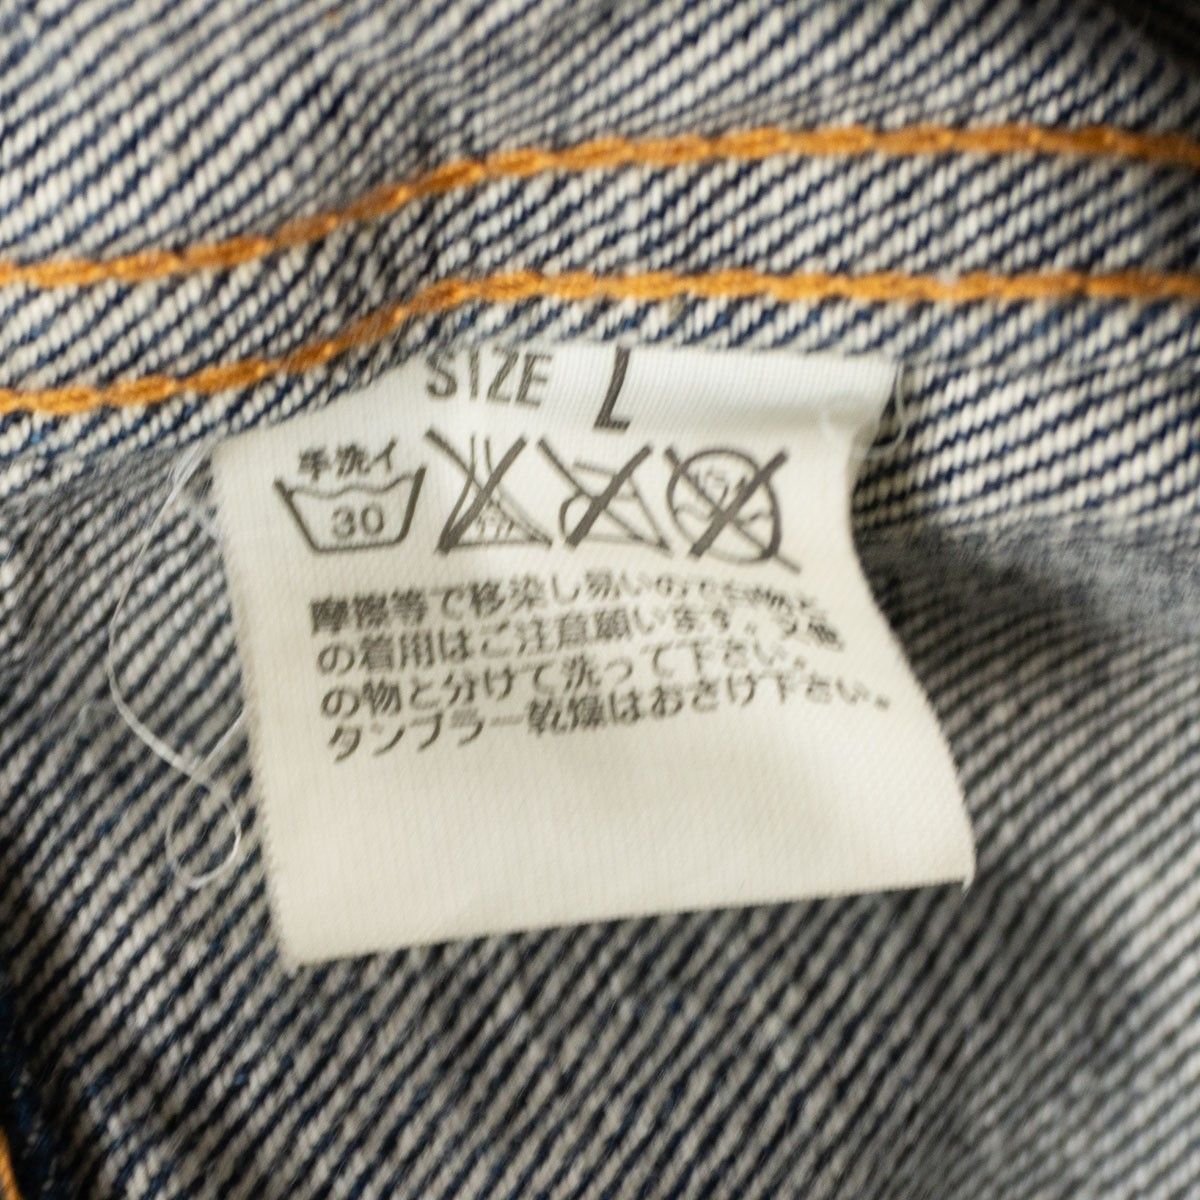 SIZE L
手洗イ
30
摩擦等で移染し易いので白物と
の着用はご注意願います。又他
の物と分けて洗って下さい。
タンブラー乾燥はおさけ下さい。